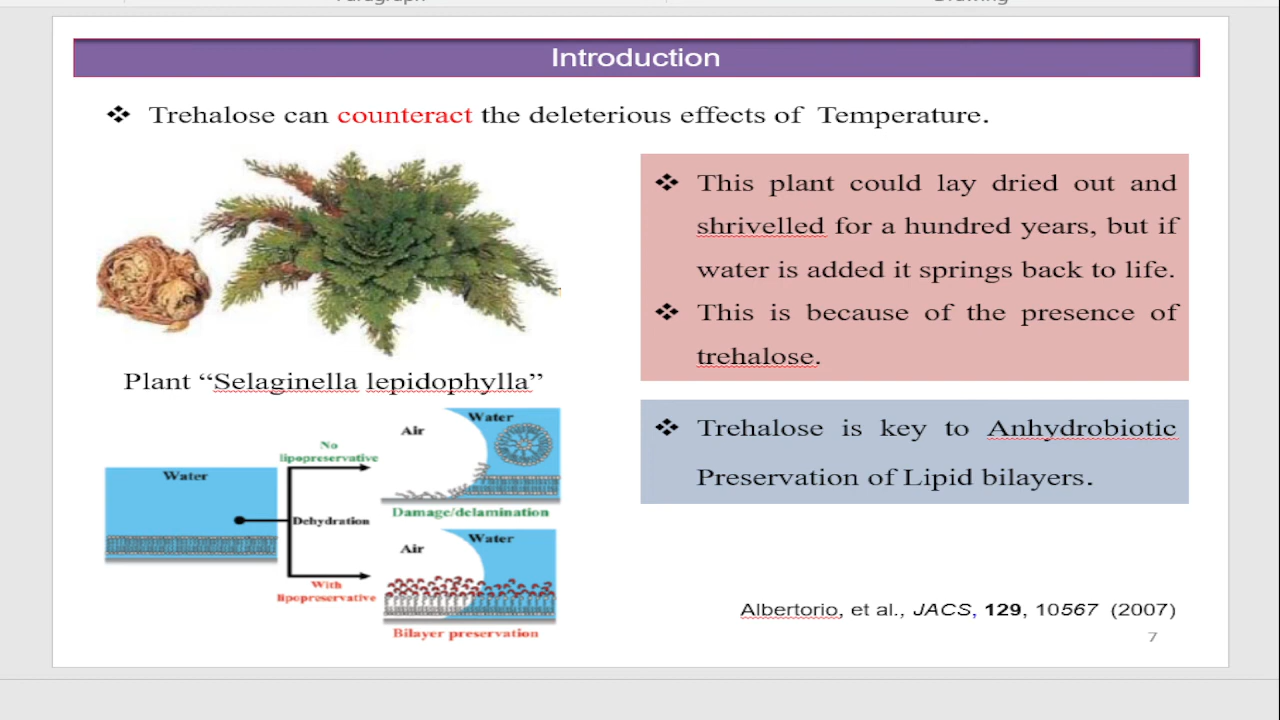 Paragraph
Drawing
Introduction
❖ Trehalose can counteract the deleterious effects of Temperature.
❖ This plant could lay dried out and
shrivelled for a hundred years, but if
water is added it springs back to life.
❖ This is because of the presence of
trehalose.
Plant “Selaginella lepidophylla”
❖ Trehalose is key to Anhydrobiotic
Preservation of Lipid bilayers.
Water
No
lipopreservative
Dehydration
With
lipopreservative
Air
Water
Damage/delamination
Air
Water
Bilayer preservation
Albertorio, et al., JACS, 129, 10567 (2007)
7